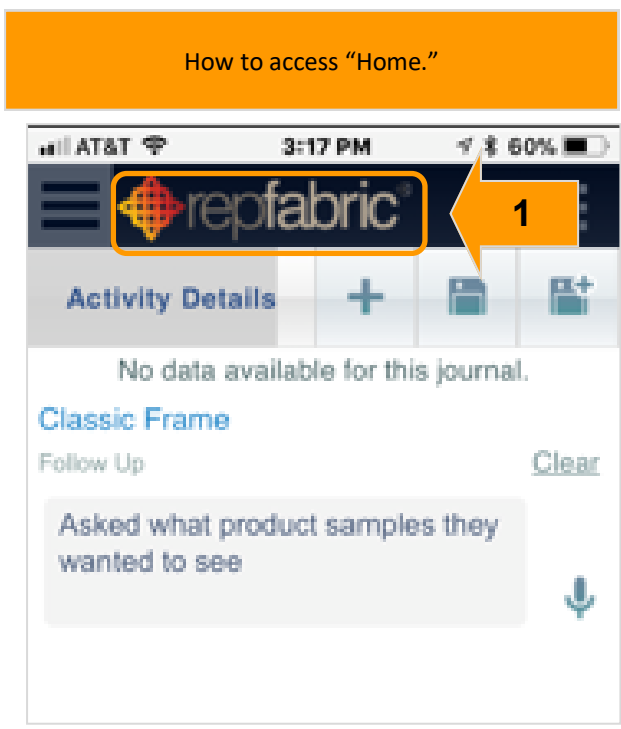 How to access “Home.”
AT&T 3:17 PM 60%
repfabric®
1
Activity Details
No data available for this journal.
Classic Frame
Follow Up Clear
Asked what product samples they
wanted to see